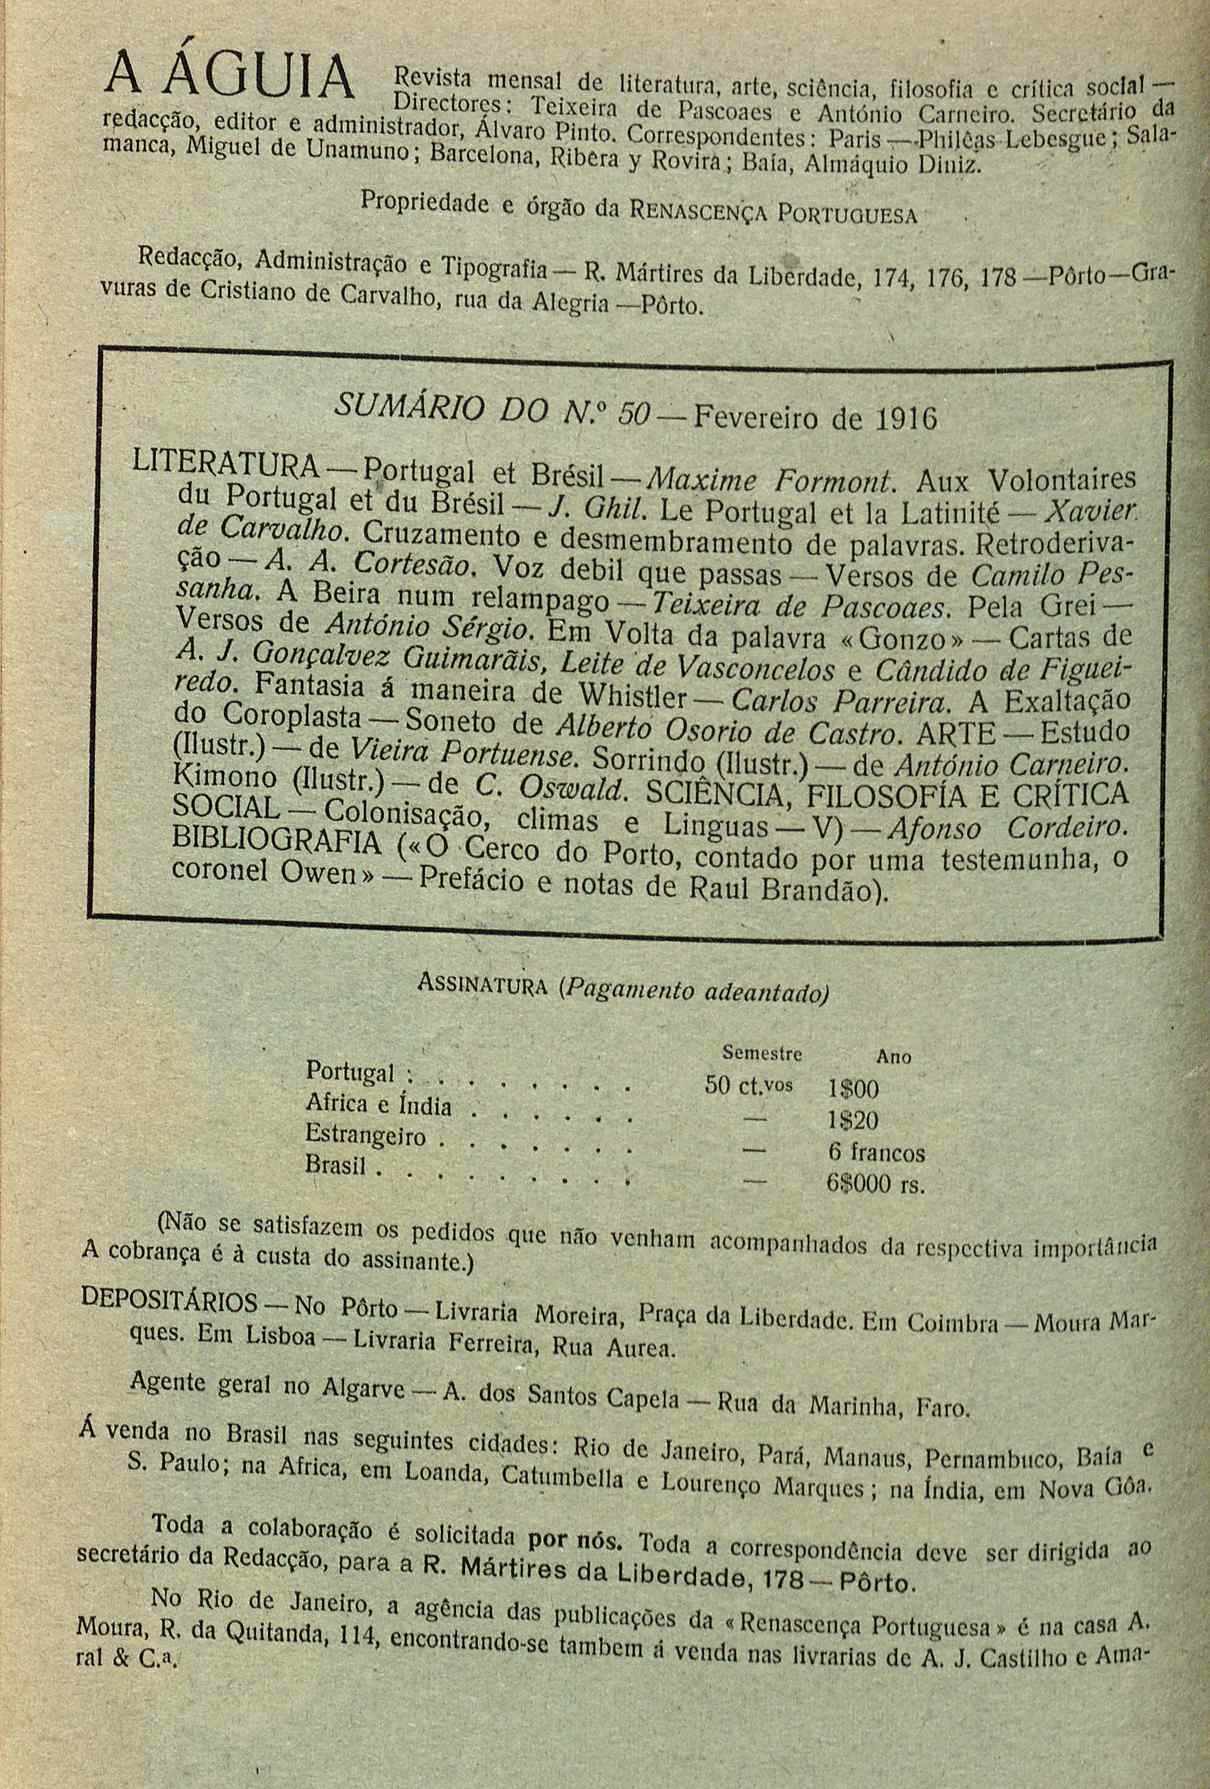 A ÁGUIA Revista mensal de literatura, arte, sciência, filosofia e crítica social —
Directores: Teixeira de Pascoaes e António Carneiro. Secretário da
redacção, editor e administrador, Álvaro Pinto. Correspondentes: Paris — Philêas Lebesgue; Sala-
manca, Miguel de Unamuno; Barcelona, Ribera y Rovira; Baía, Almáquio Diniz.
Propriedade e órgão da RENASCENÇA PORTUGUESA
Redacção, Administração e Tipografia — R. Mártires da Liberdade, 174, 176, 178 — Pôrto — Gra-
vuras de Cristiano de Carvalho, rua da Alegria — Pôrto.
SUMÁRIO DO N.º 50 — Fevereiro de 1916
LITERATURA — Portugal et Brésil — Maxime Formont. Aux Volontaires
du Portugal et du Brésil — J. Ghil. Le Portugal et la Latinité — Xavier
de Carvalho. Cruzamento e desmembramento de palavras. Retroderiva-
ção — A. A. Cortesão. Voz debil que passas — Versos de Camilo Pes-
sanha. A Beira num relampago — Teixeira de Pascoaes. Pela Grei —
Versos de António Sérgio. Em Volta da palavra «Gonzo» — Cartas de
A. J. Gonçalvez Guimarãis, Leite de Vasconcelos e Cândido de Figuei-
redo. Fantasia á maneira de Whistler — Carlos Parreira. A Exaltação
do Coroplasta — Soneto de Alberto Osorio de Castro. ARTE — Estudo
(Ilustr.) — de Vieira Portuense. Sorrindo (Ilustr.) — de António Carneiro.
Kimono (Ilustr.) — de C. Oswald. SCIÊNCIA, FILOSOFÍA E CRÍTICA
SOCIAL — Colonisação, climas e Linguas — V) — Afonso Cordeiro.
BIBLIOGRAFIA («O Cerco do Porto, contado por uma testemunha, o
coronel Owen» — Prefácio e notas de Raul Brandão).
ASSINATURA (Pagamento adeantado)
Semestre Ano
Portugal : . . . . . . . 50 ct.vos 1$00
Africa e Índia . . . . . . — 1$20
Estrangeiro . . . . . . . — 6 francos
Brasil . . . . . . . . . — 6$000 rs.
(Não se satisfazem os pedidos que não venham acompanhados da respectiva importância
A cobrança é à custa do assinante.)
DEPOSITÁRIOS — No Pôrto — Livraria Moreira, Praça da Liberdade. Em Coimbra — Moura Mar-
ques. Em Lisboa — Livraria Ferreira, Rua Aurea.
Agente geral no Algarve — A. dos Santos Capela — Rua da Marinha, Faro.
Á venda no Brasil nas seguintes cidades: Rio de Janeiro, Pará, Manaus, Pernambuco, Baía e
S. Paulo; na Africa, em Loanda, Catumbella e Lourenço Marques; na Índia, em Nova Gôa.
Toda a colaboração é solicitada por nós. Toda a correspondência deve ser dirigida ao
secretário da Redacção, para a R. Mártires da Liberdade, 178 — Pôrto.
No Rio de Janeiro, a agência das publicações da «Renascença Portuguesa» é na casa A.
Moura, R. da Quitanda, 114, encontrando-se tambem á venda nas livrarias de A. J. Castilho e Ama-
ral & C.ª.